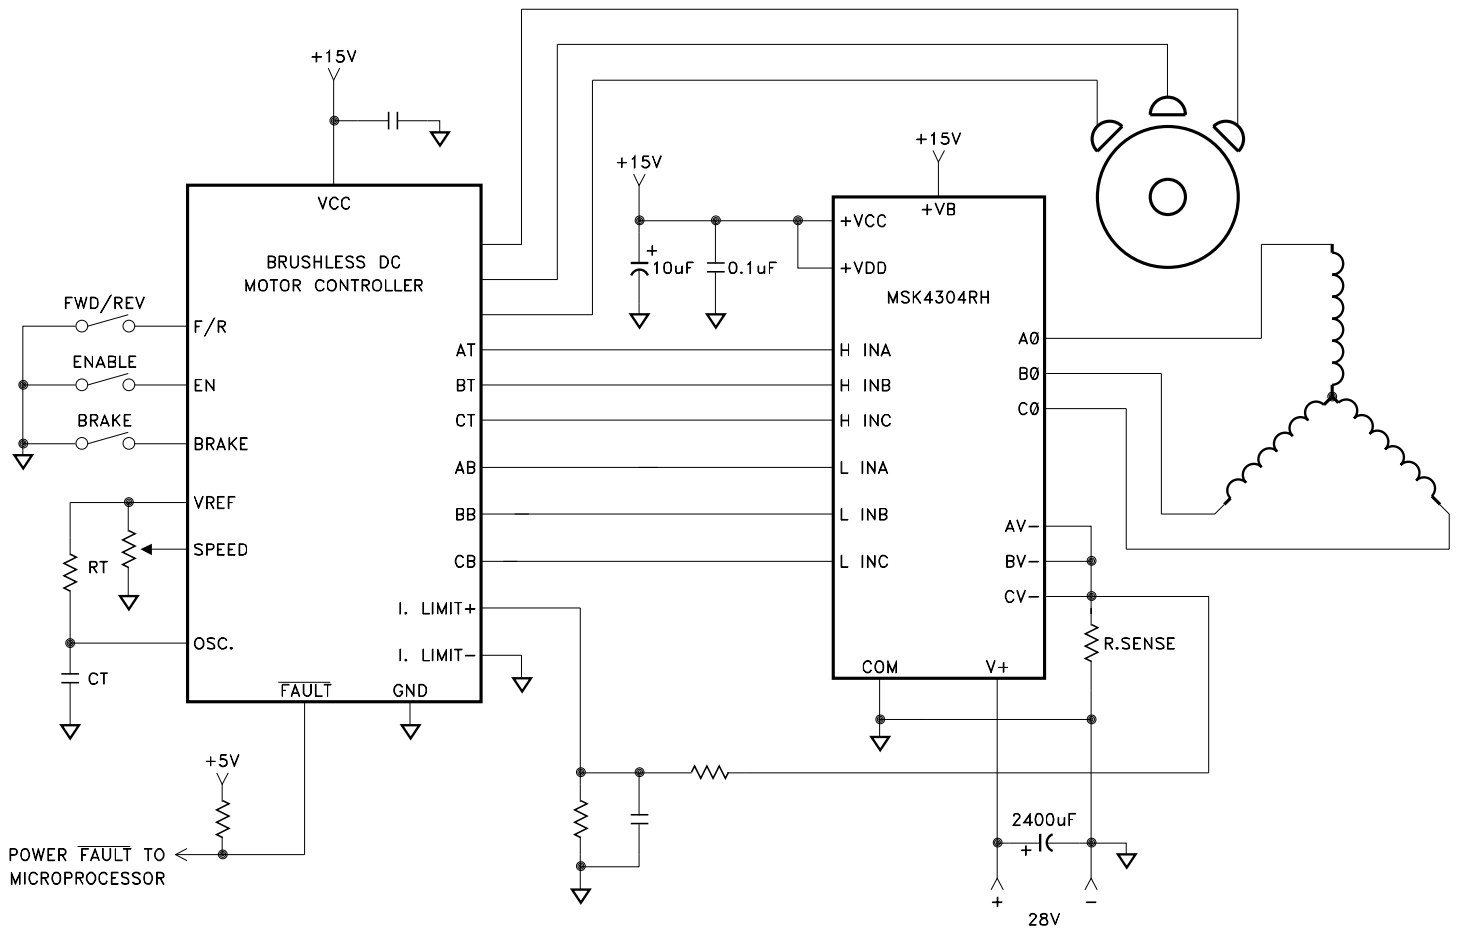 +15V
VCC
BRUSHLESS DC
MOTOR CONTROLLER
FWD/REV
F/R
ENABLE
EN
BRAKE
BRAKE
VREF
SPEED
RT
OSC.
CT
FAULT
GND
AT
BT
CT
AB
BB
CB
I. LIMIT+
I. LIMIT-
+5V
POWER FAULT TO
MICROPROCESSOR
+15V
+
10uF
0.1uF
+15V
+VB
+VCC
+VDD
MSK4304RH
H INA
H INB
H INC
L INA
L INB
L INC
AØ
BØ
CØ
AV-
BV-
CV-
R.SENSE
COM
V+
2400uF
+
+
-
28V